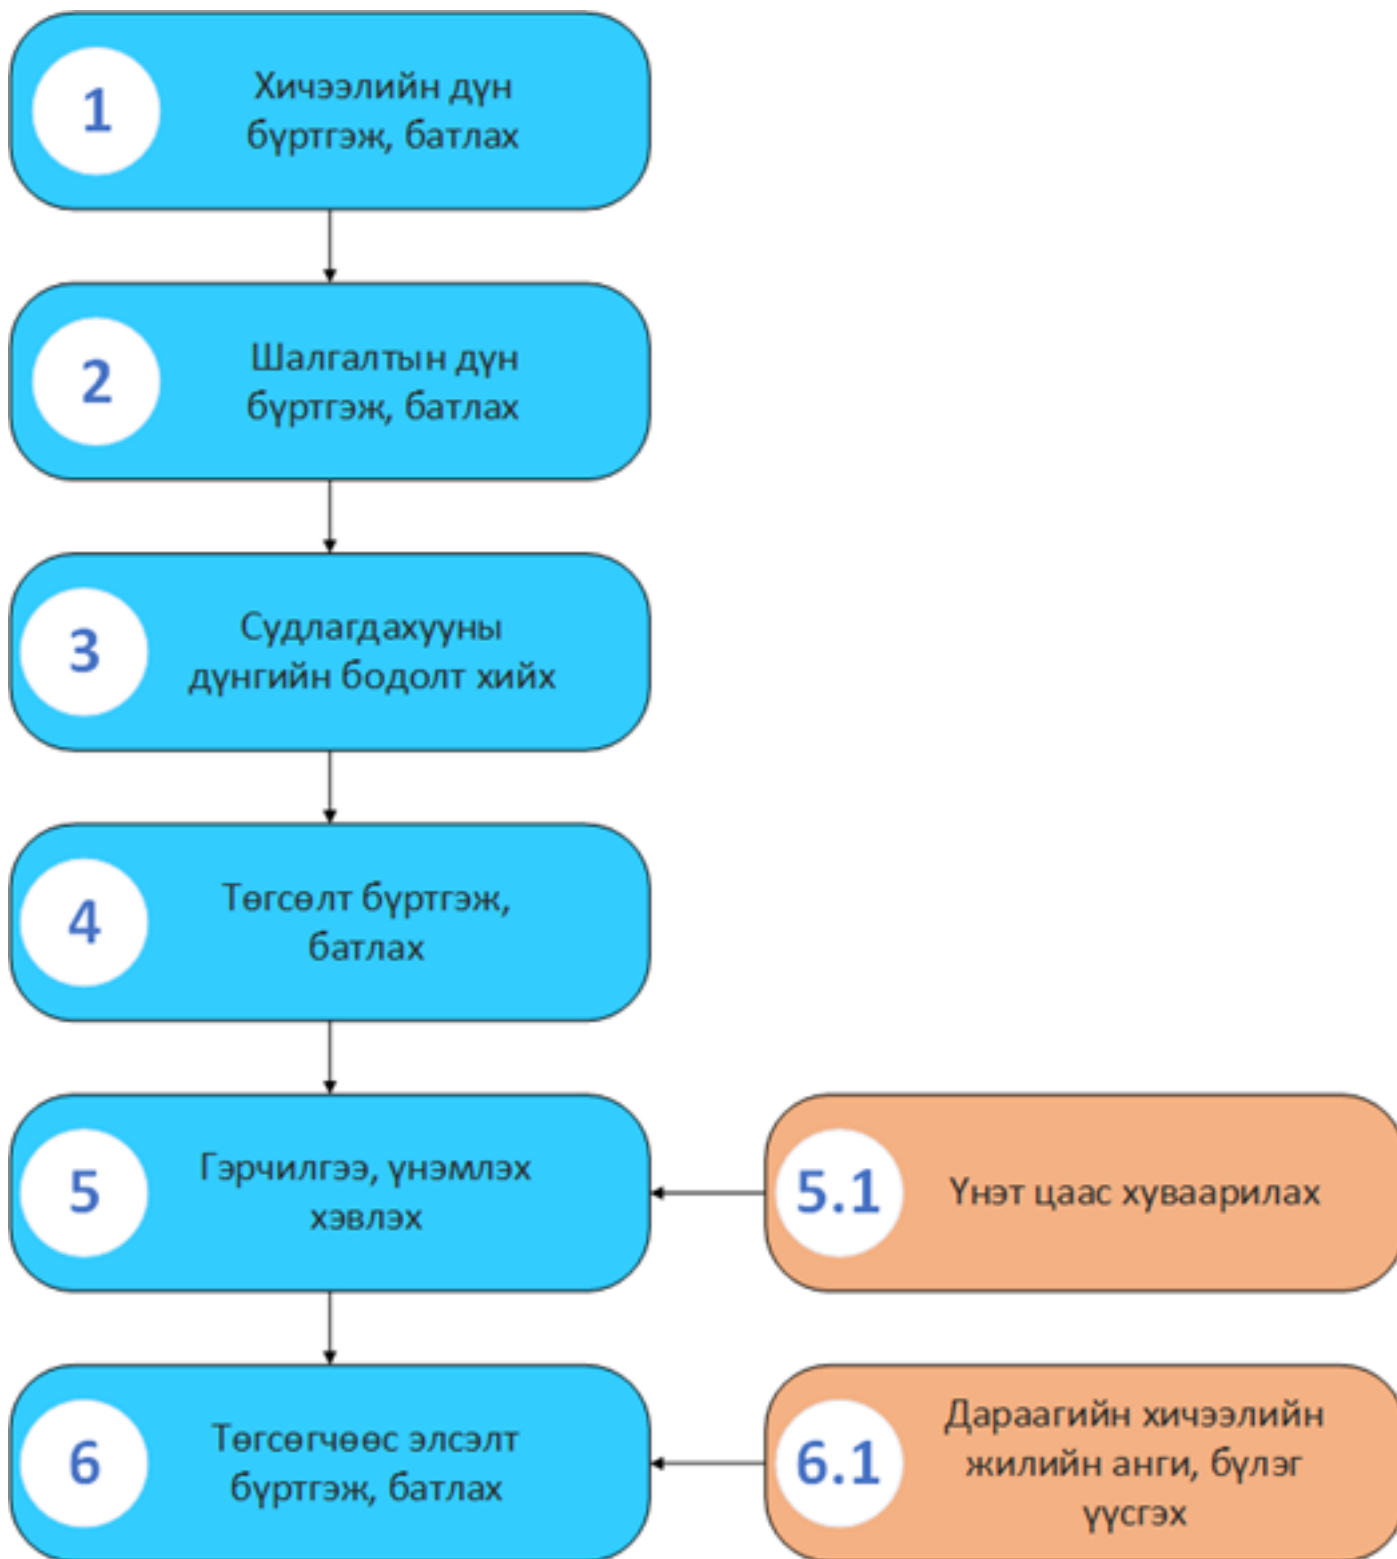 1
Хичээлийн дүн
бүртгэж, батлах
2
Шалгалтын дүн
бүртгэж, батлах
3
Судлагдахууны
дүнгийн бодолт хийх
4
Төгсөлт бүртгэж,
батлах
5
Гэрчилгээ, үнэмлэх
хэвлэх
5.1
Үнэт цаас хуваарилах
6
Төгсөгчөөс элсэлт
бүртгэж, батлах
6.1
Дараагийн хичээлийн
жилийн анги, бүлэг
үүсгэх